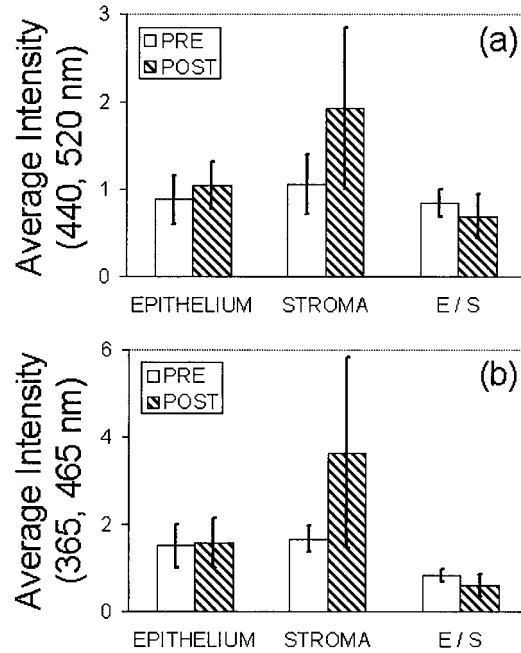 3
2
1
0
Average Intensity
(440, 520 nm)
PRE
POST
(a)
EPITHELIUM STROMA E / S
6
4
2
0
Average Intensity
(365, 465 nm)
PRE
POST
(b)
EPITHELIUM STROMA E / S